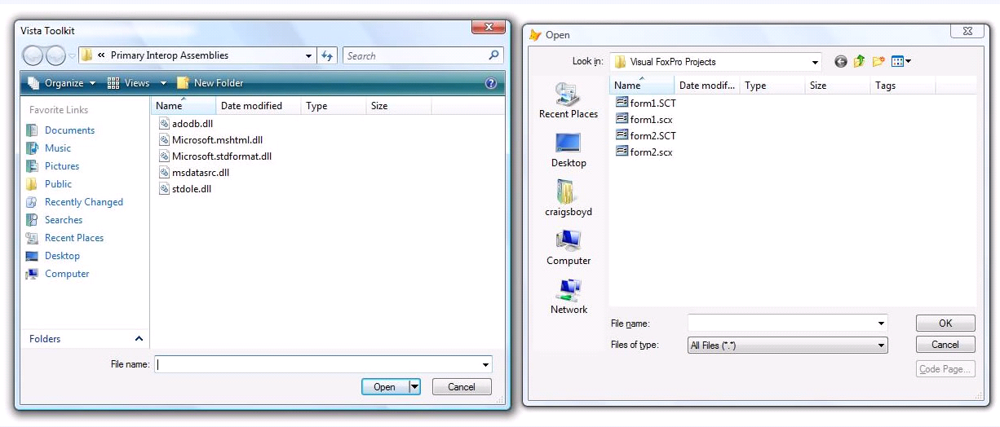 Vista Toolkit
« Primary Interop Assemblies
Search
Organize
Views
New Folder
Favorite Links
Documents
Music
Pictures
Public
Recently Changed
Searches
Recent Places
Desktop
Computer
Folders
Name Date modified Type Size
adodb.dll
Microsoft.mshtml.dll
Microsoft.stdformat.dll
msdatasrc.dll
stdole.dll
File name:
Open
Cancel
Open
Look in: Visual FoxPro Projects
Recent Places
Desktop
craigsboyd
Computer
Network
Name Date modif... Type Size Tags
form1.SCT
form1.scx
form2.SCT
form2.scx
File name:
OK
Files of type: All Files (*.*)
Cancel
Code Page...